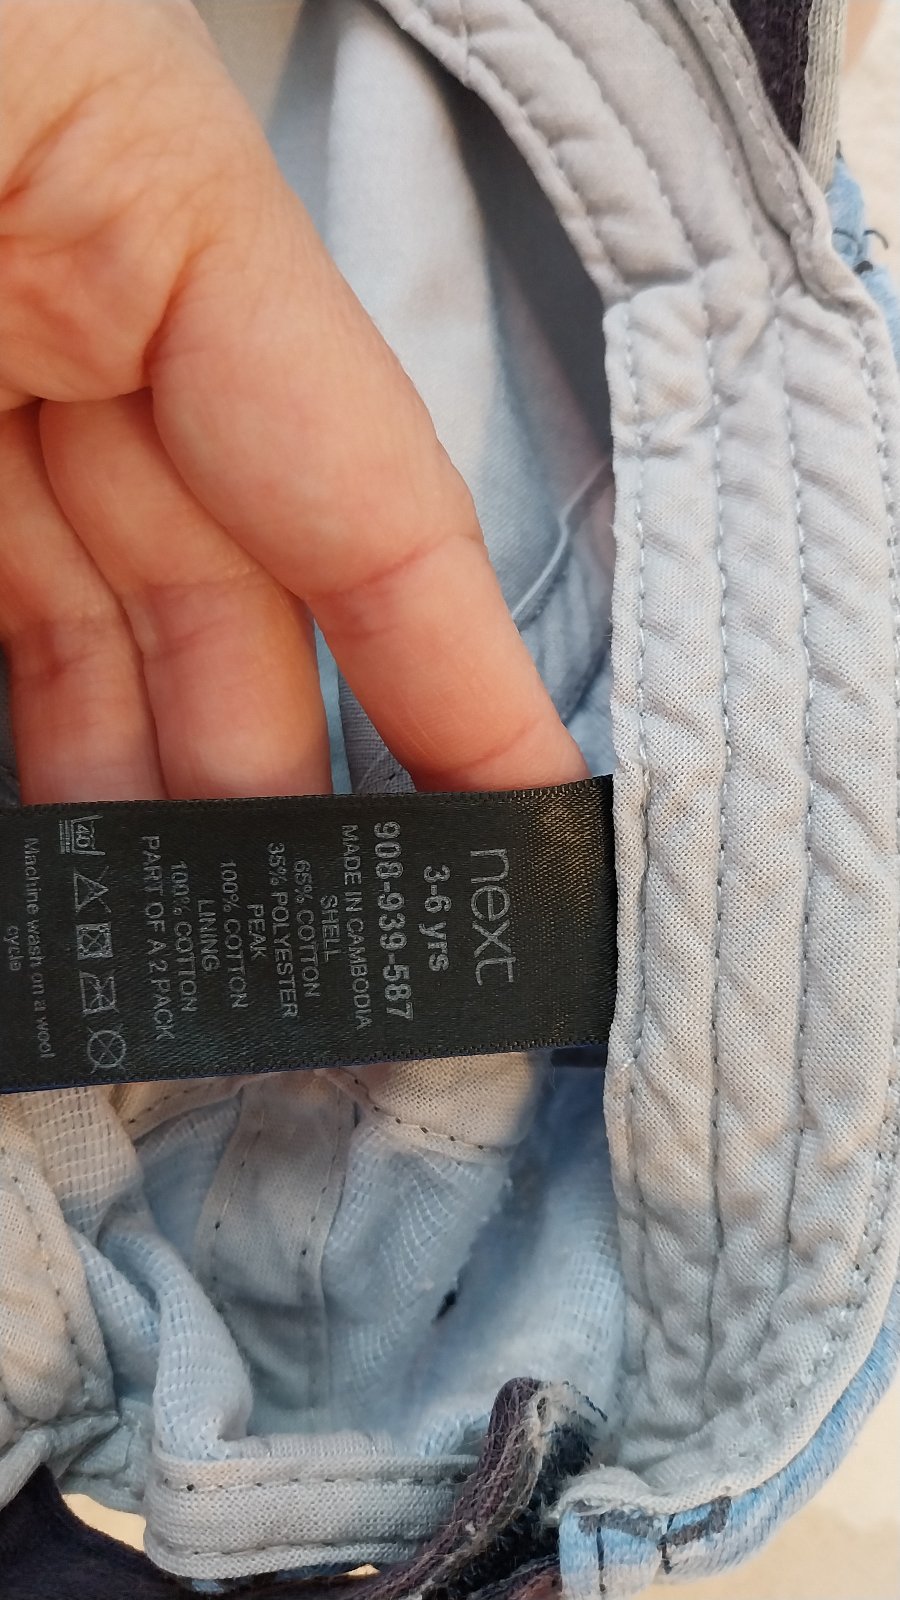 next
3-6 yrs
908-939-587
MADE IN CAMBODIA
SHELL
65% COTTON
35% POLYESTER
PEAK
100% COTTON
LINING
100% COTTON
PART OF A 2 PACK
40
Machine wash on a wool
cycle